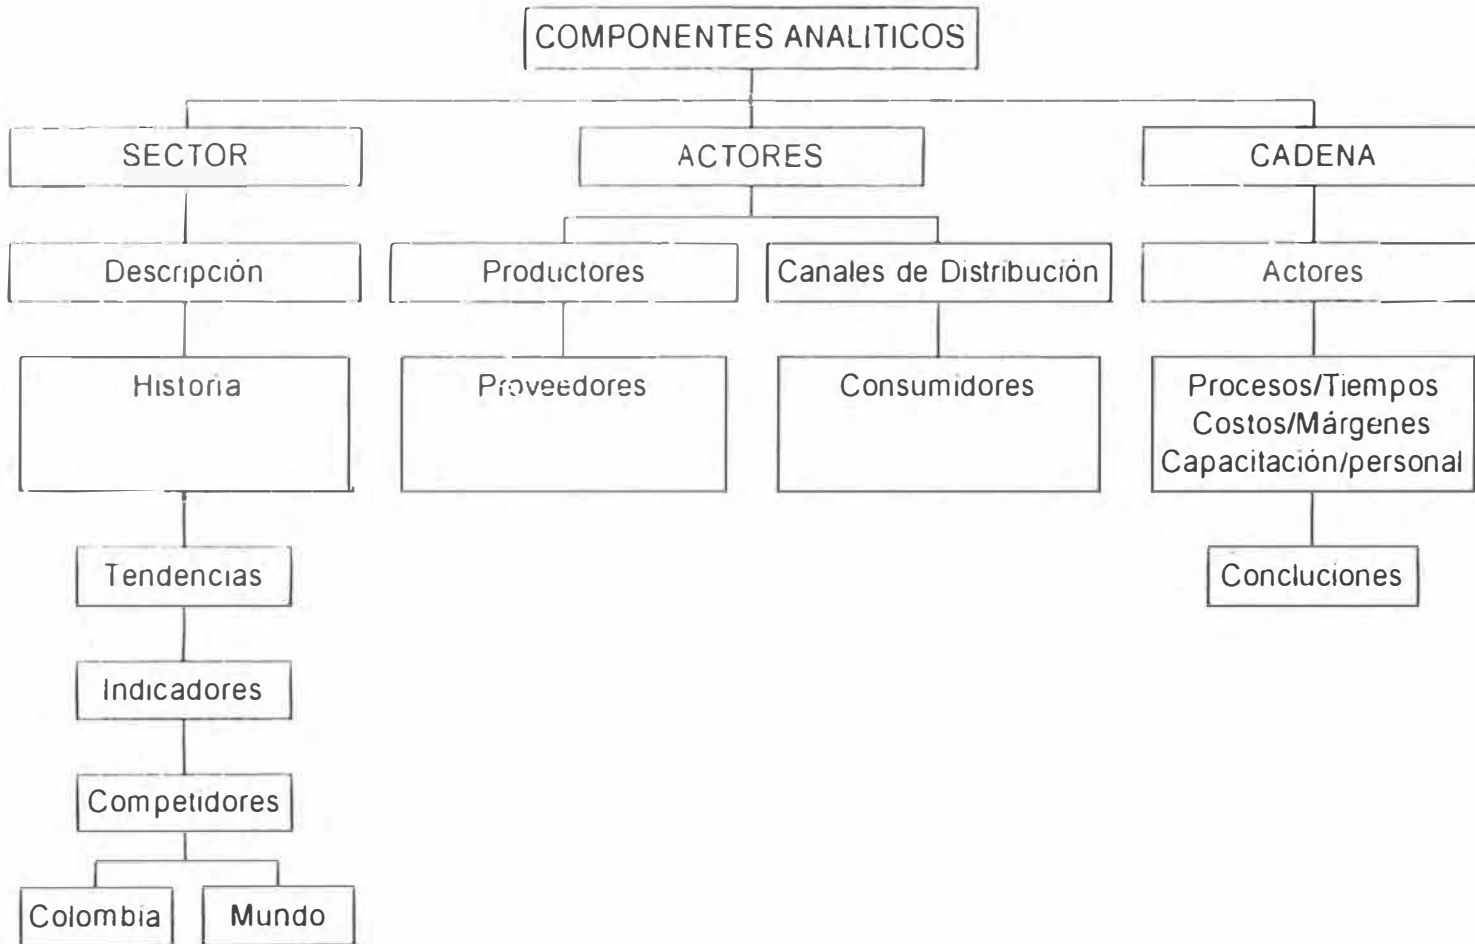 COMPONENTES ANALITICOS
SECTOR
ACTORES
CADENA
Descripción
Productores
Canales de Distribución
Actores
Historia
Proveedores
Consumidores
Procesos/Tiempos
Costos/Márgenes
Capacitación/personal
Tendencias
Concluciones
Indicadores
Competidores
Colombia
Mundo